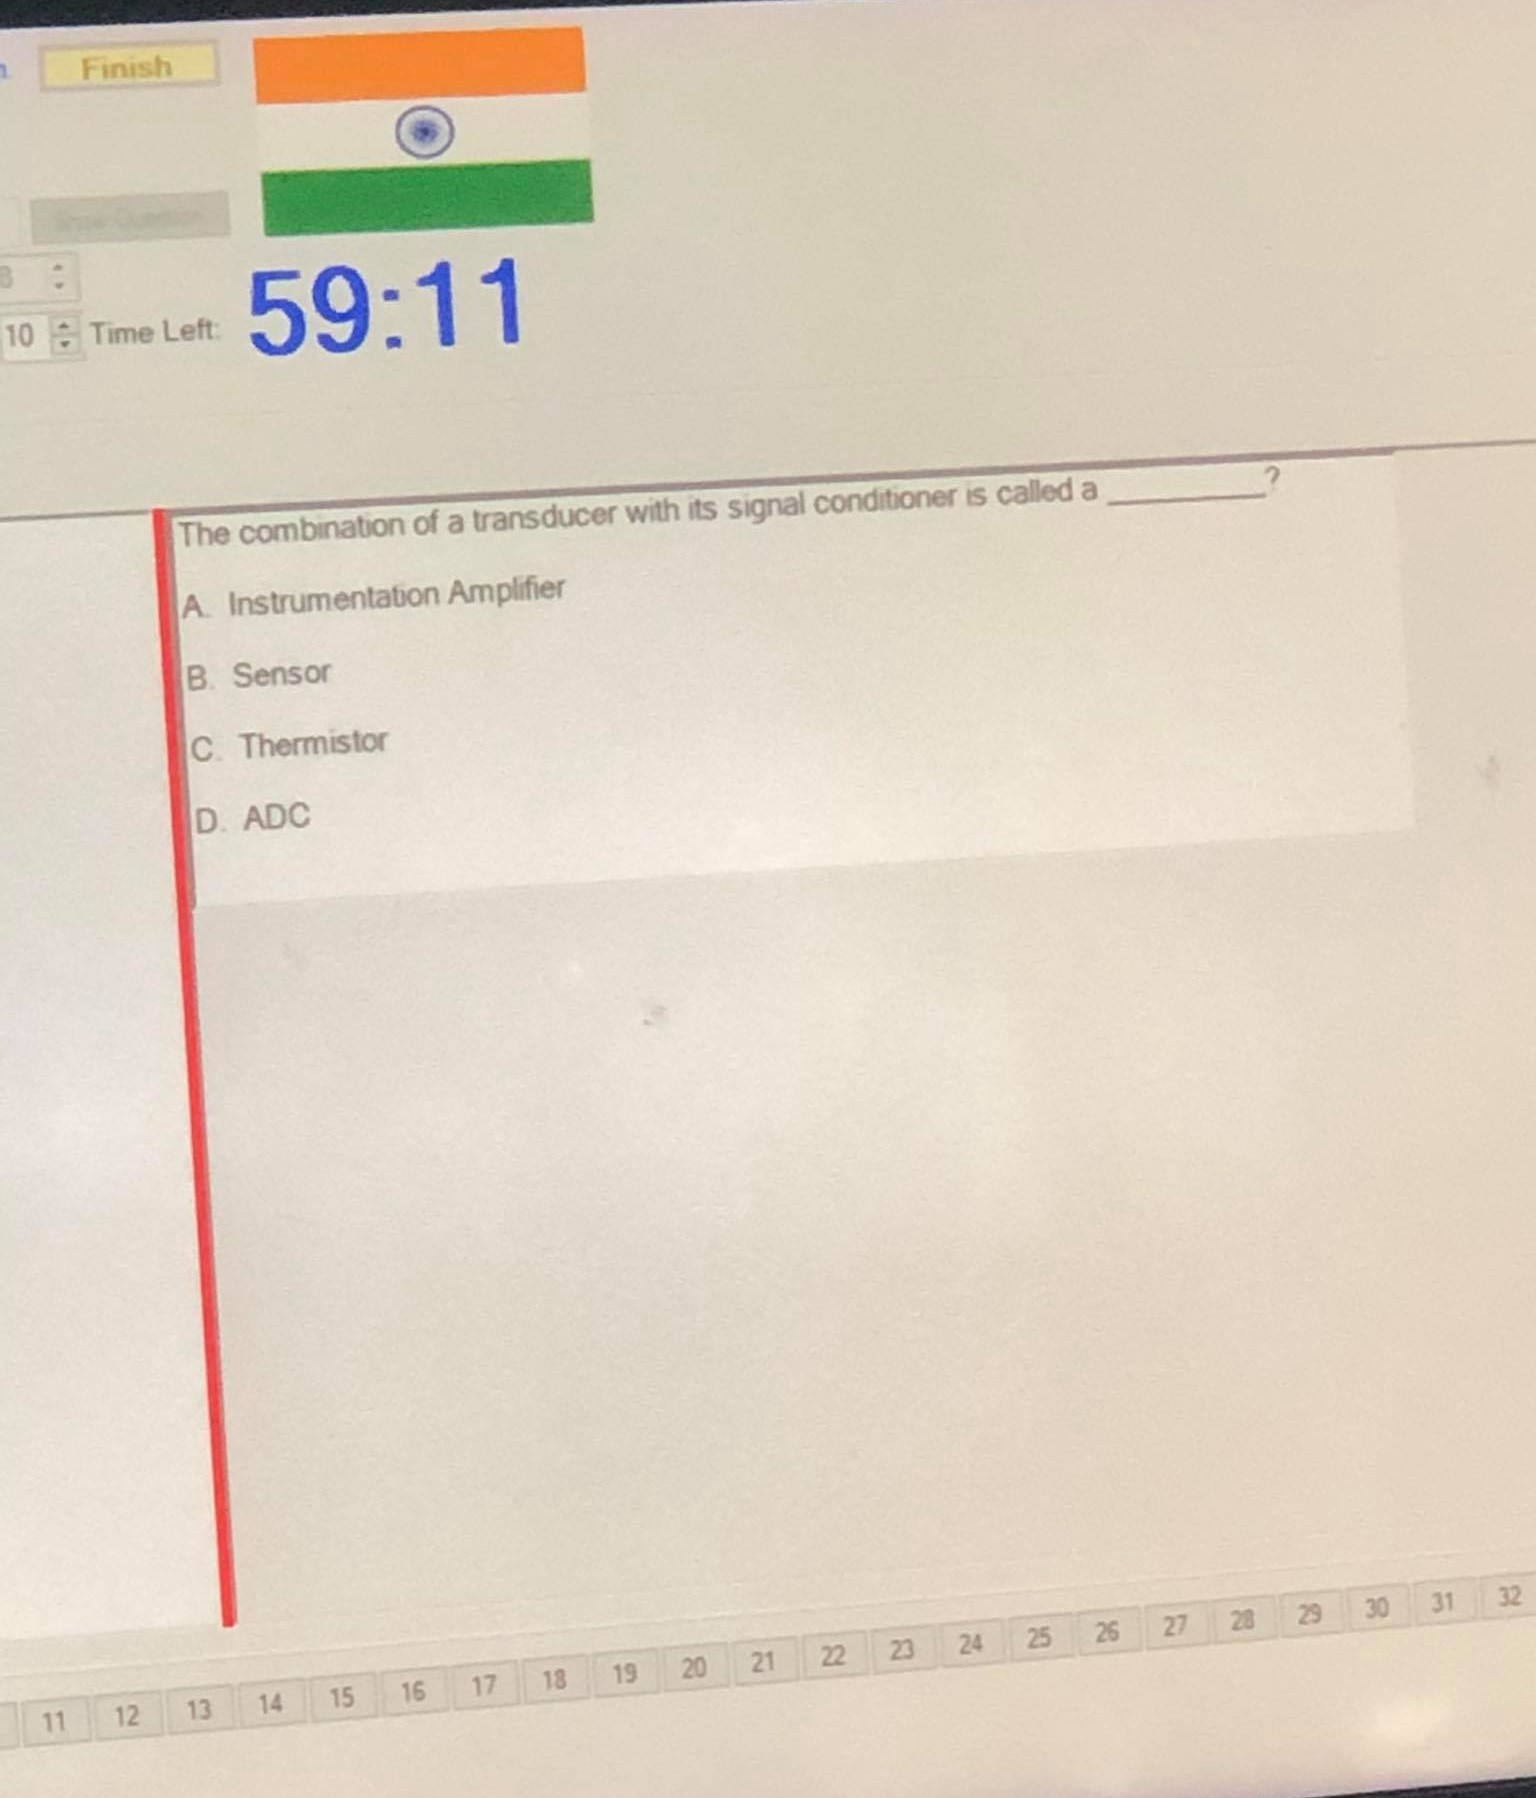 Finish
10 Time Left: 59:11
The combination of a transducer with its signal conditioner is called a __________?
A. Instrumentation Amplifier
B. Sensor
C. Thermistor
D. ADC
11 12 13 14 15 16 17 18 19 20 21 22 23 24 25 26 27 28 29 30 31 32